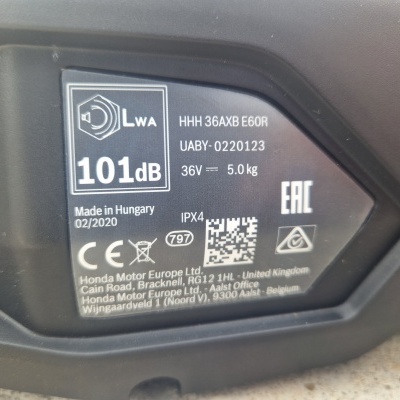 LWA
101dB
HHH 36AXB E60R
UABY-0220123
36V 5.0 kg
Made in Hungary
02/2020
IPX4
EAC
CE
797
Honda Motor Europe Ltd.
Cain Road, Bracknell, RG12 1HL - United Kingdom
Honda Motor Europe Ltd. - Aalst Office
Wijngaardveld 1 (Noord V), 9300 Aalst - Belgium